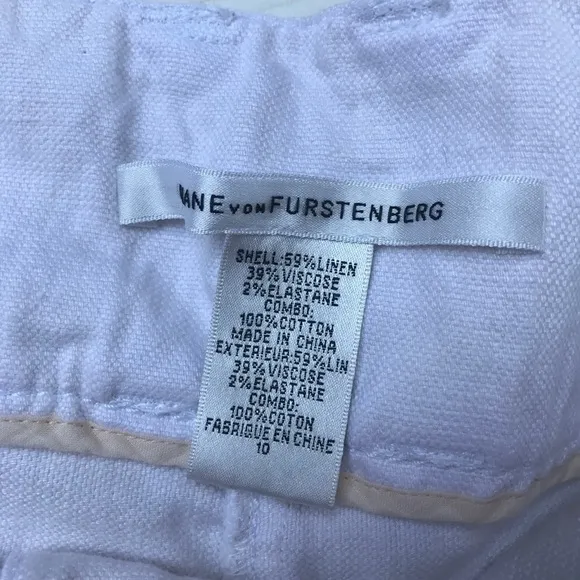 IANE VON FURSTENBERG
SHELL:59%LINEN
39%VISCOSE
2%ELASTANE
COMBO:
100%COTTON
MADE IN CHINA
EXTERIEUR:59%LIN
39%VISCOSE
2%ELASTANE
COMBO:
100%COTON
FABRIQUE EN CHINE
10